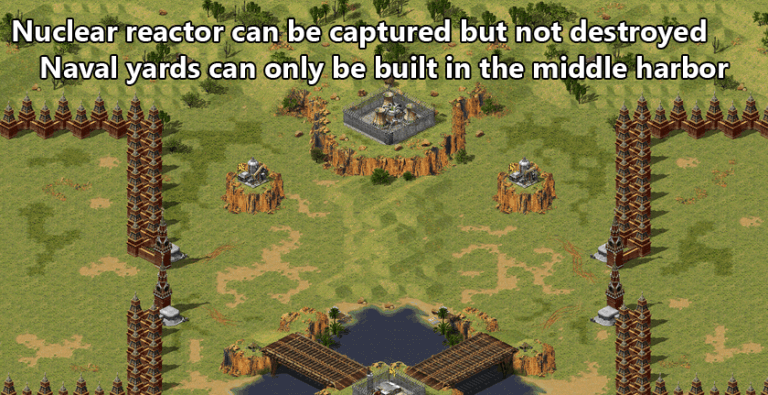 Nuclear reactor can be captured but not destroyed
Naval yards can only be built in the middle harbor